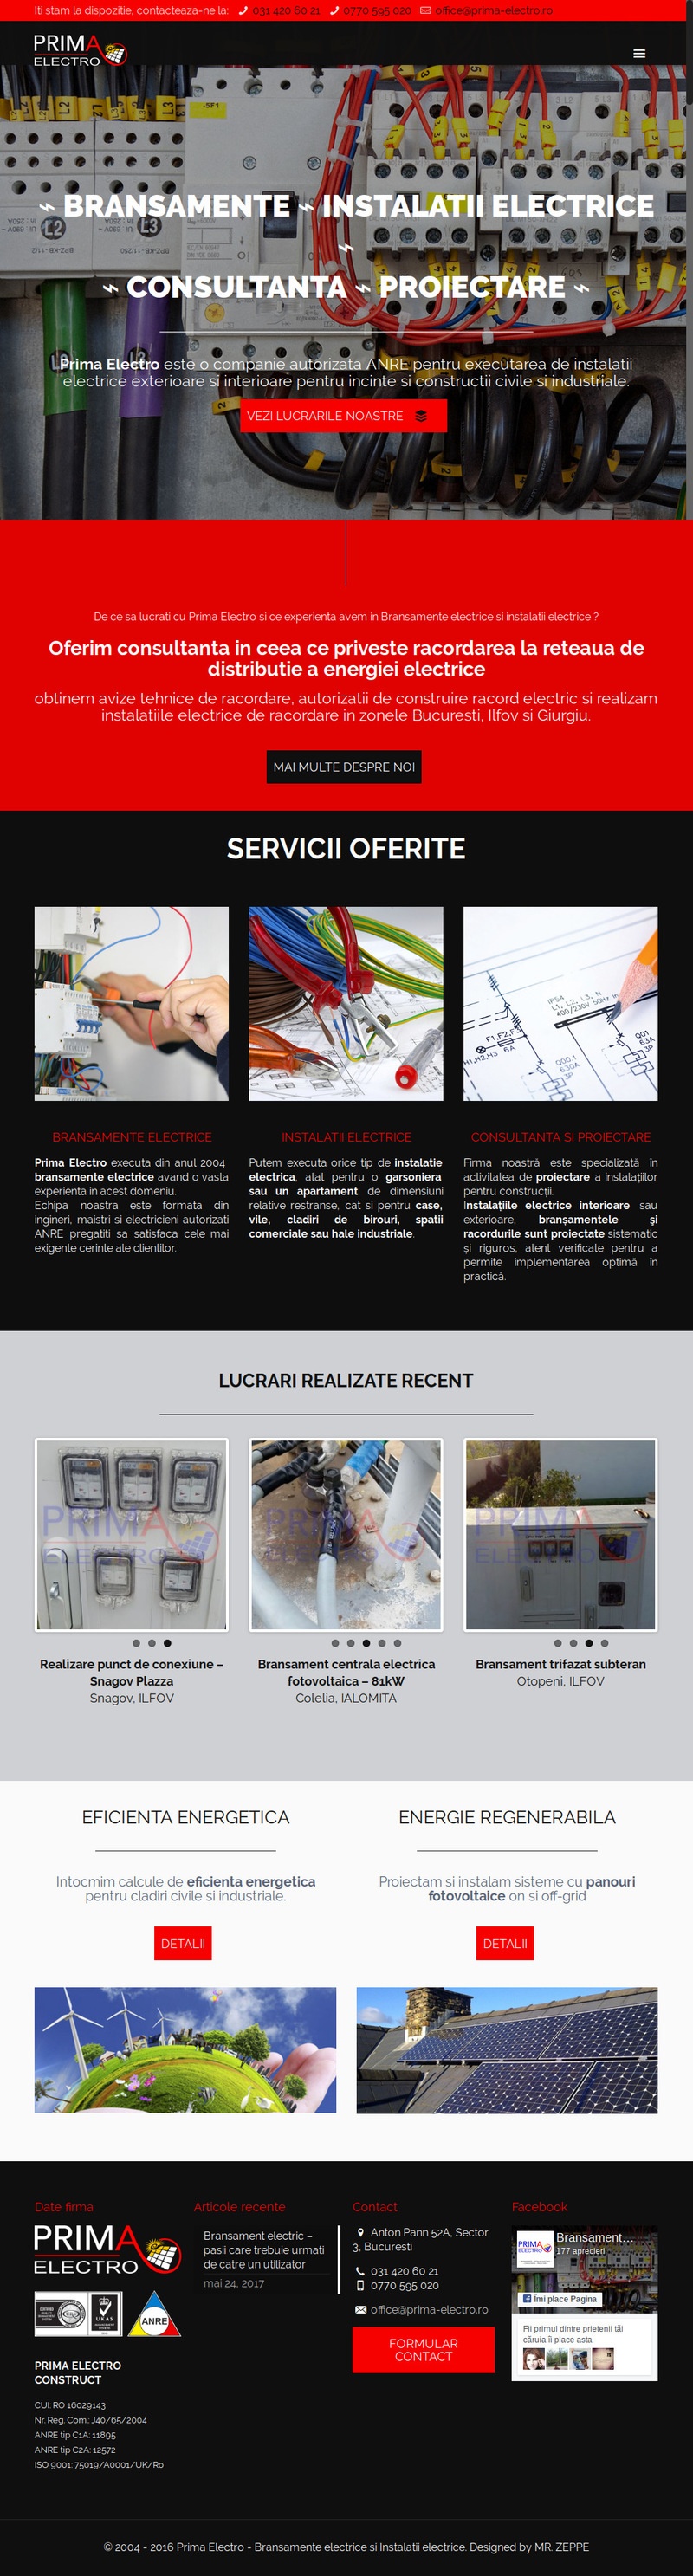 Iti stam la dispozitie, contacteaza-ne la: 031 420 60 21 0770 595 020 office@prima-electro.ro
PRIMA
ELECTRO
BRANSAMENTE INSTALATII ELECTRICE
CONSULTANTA PROIECTARE
Prima Electro este o companie autorizata ANRE pentru executarea de instalatii
electrice exterioare si interioare pentru incinte si constructii civile si industriale.
VEZI LUCRARILE NOASTRE
De ce sa lucrati cu Prima Electro si ce experienta avem in Bransamente electrice si instalatii electrice ?
Oferim consultanta in ceea ce priveste racordarea la reteaua de
distributie a energiei electrice
obtinem avize tehnice de racordare, autorizatii de construire racord electric si realizam
instalatiile electrice de racordare in zonele Bucuresti, Ilfov si Giurgiu.
MAI MULTE DESPRE NOI
SERVICII OFERITE
BRANSAMENTE ELECTRICE
Prima Electro executa din anul 2004
bransamente electrice avand o vasta
experienta in acest domeniu.
Echipa noastra este formata din
ingineri, maistri si electricieni autorizati
ANRE pregatiti sa satisfaca cele mai
exigente cerinte ale clientilor.
INSTALATII ELECTRICE
Putem executa orice tip de instalatie
electrica, atat pentru o garsoniera
sau un apartament de dimensiuni
relative restranse, cat si pentru case,
vile, cladiri de birouri, spatii
comerciale sau hale industriale.
CONSULTANTA SI PROIECTARE
Firma noastră este specializată în
activitatea de proiectare a instalațiilor
pentru construcții.
Instalațiile electrice interioare sau
exterioare, branșamentele și
racordurile sunt proiectate sistematic
și riguros, atent verificate pentru a
permite implementarea optimă în
practică.
LUCRARI REALIZATE RECENT
PRIMA
ELECTRO
PRIMA
ELECTRO
PRIMA
ELECTRO
Realizare punct de conexiune –
Snagov Plazza
Snagov, ILFOV
Bransament centrala electrica
fotovoltaica – 81kW
Colelia, IALOMITA
Bransament trifazat subteran
Otopeni, ILFOV
EFICIENTA ENERGETICA
Intocmim calcule de eficienta energetica
pentru cladiri civile si industriale.
DETALII
ENERGIE REGENERABILA
Proiectam si instalam sisteme cu panouri
fotovoltaice on si off-grid
DETALII
Date firma
PRIMA
ELECTRO
ANRE
PRIMA ELECTRO
CONSTRUCT
CUI: RO 16029143
Nr. Reg. Com.: J40/65/2004
ANRE tip C1A: 11895
ANRE tip C2A: 12572
ISO 9001: 75019/A0001/UK/Ro
Articole recente
Bransament electric –
pasii care trebuie urmati
de catre un utilizator
mai 24, 2017
Contact
Anton Pann 52A, Sector
3, Bucuresti
031 420 60 21
0770 595 020
office@prima-electro.ro
FORMULAR
CONTACT
Facebook
Bransament...
177 aprecieri
Îmi place Pagina
Fii primul dintre prietenii tăi
căruia îi place asta
© 2004 - 2016 Prima Electro - Bransamente electrice si Instalatii electrice. Designed by MR. ZEPPE